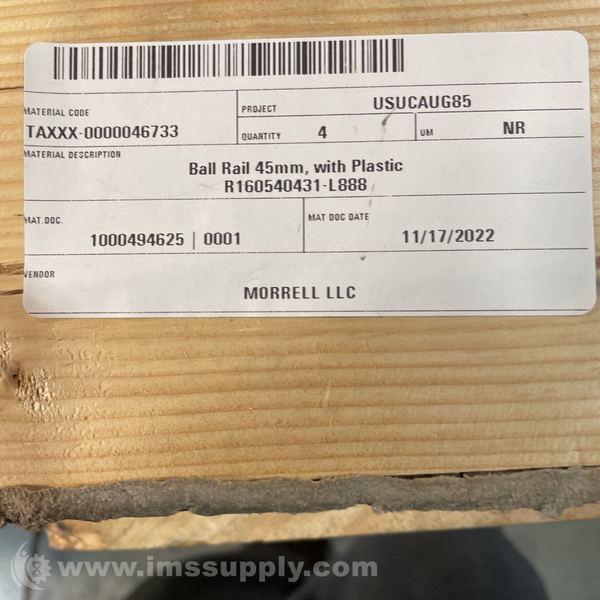 MATERIAL CODE
TAXXX-0000046733
PROJECT
USUCAUG85
QUANTITY 4
UM NR
MATERIAL DESCRIPTION
Ball Rail 45mm, with Plastic
R160540431-L888
MAT.DOC.
1000494625 | 0001
MAT DOC DATE
11/17/2022
VENDOR
MORRELL LLC
© www.imssupply.com